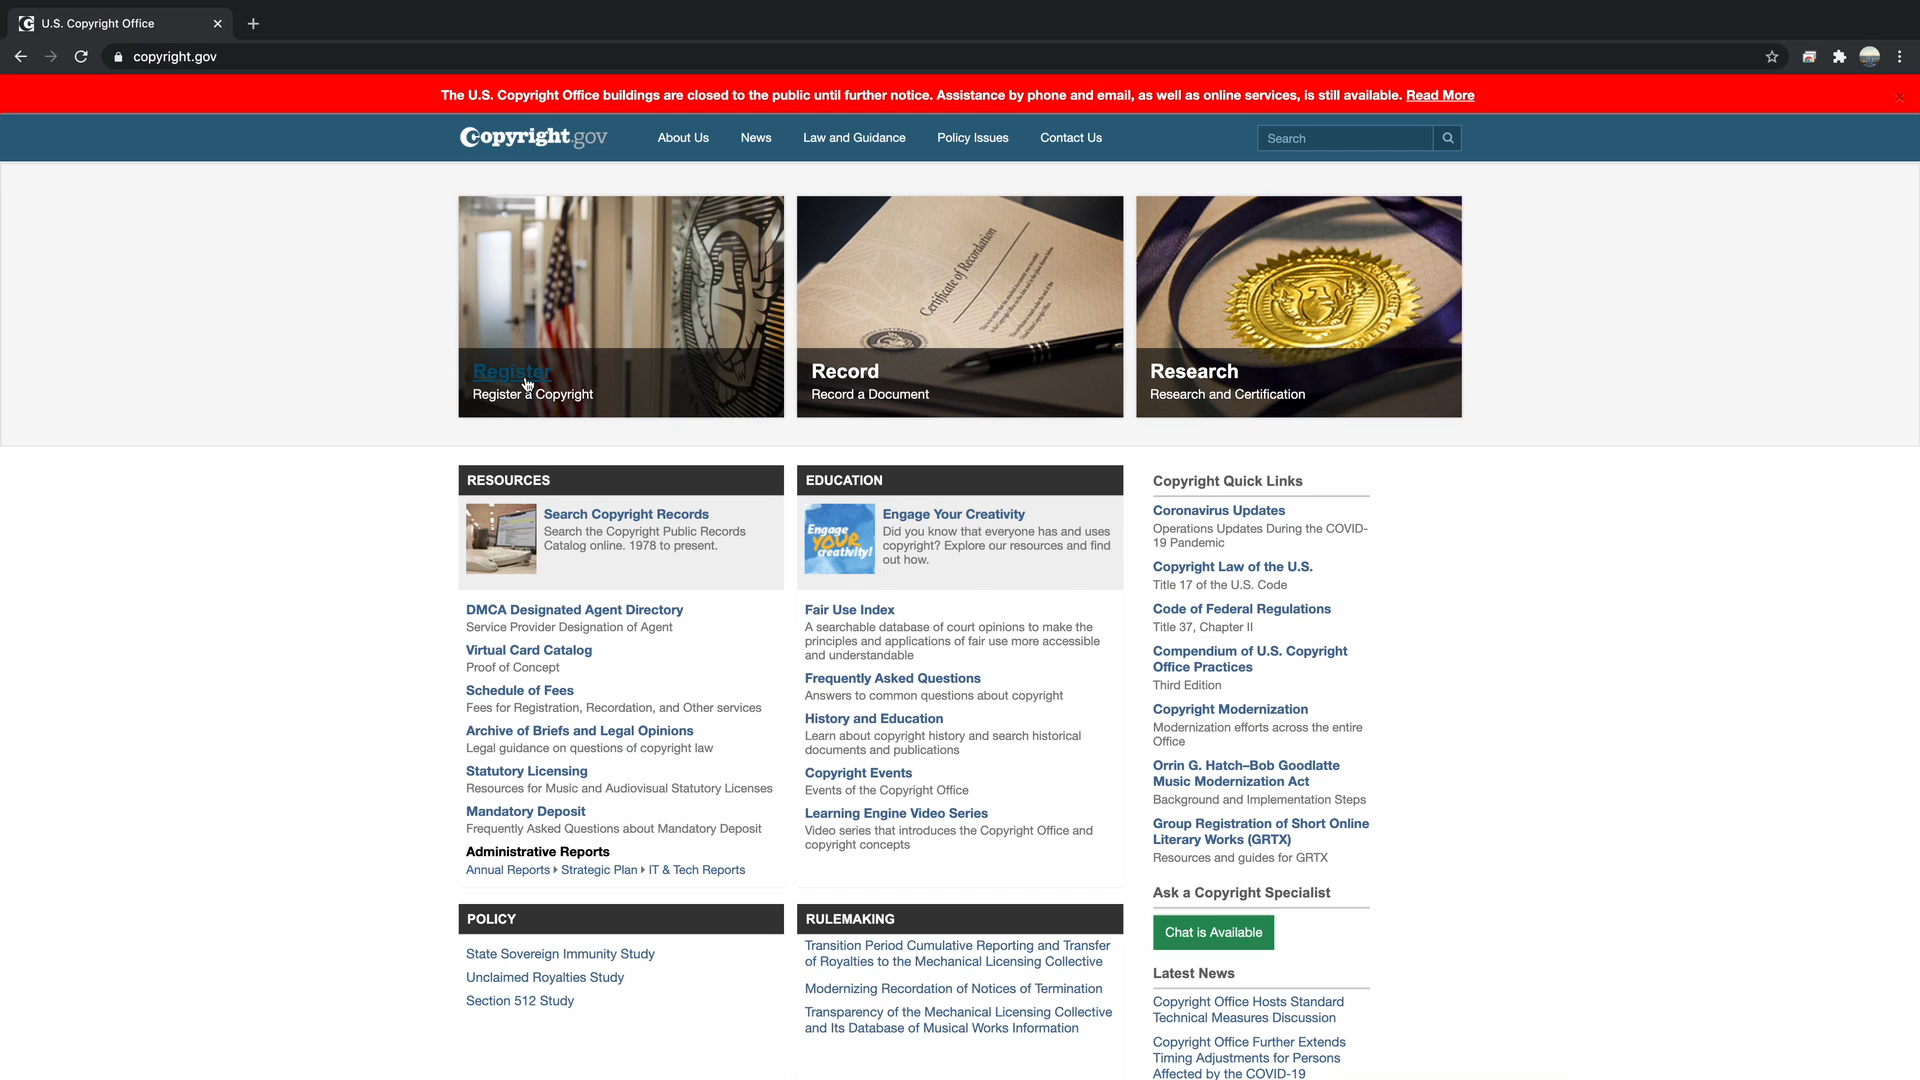 U.S. Copyright Office
copyright.gov
The U.S. Copyright Office buildings are closed to the public until further notice. Assistance by phone and email, as well as online services, is still available. Read More
Copyright.gov
About Us
News
Law and Guidance
Policy Issues
Contact Us
Search
Certificate of Recordation
Register
Register a Copyright
Record
Record a Document
Research
Research and Certification
RESOURCES
Search Copyright Records
Search the Copyright Public Records
Catalog online. 1978 to present.
DMCA Designated Agent Directory
Service Provider Designation of Agent
Virtual Card Catalog
Proof of Concept
Schedule of Fees
Fees for Registration, Recordation, and Other services
Archive of Briefs and Legal Opinions
Legal guidance on questions of copyright law
Statutory Licensing
Resources for Music and Audiovisual Statutory Licenses
Mandatory Deposit
Frequently Asked Questions about Mandatory Deposit
Administrative Reports
Annual Reports Strategic Plan IT & Tech Reports
EDUCATION
Engage
YOUR
creativity!
Engage Your Creativity
Did you know that everyone has and uses
copyright? Explore our resources and find
out how.
Fair Use Index
A searchable database of court opinions to make the
principles and applications of fair use more accessible
and understandable
Frequently Asked Questions
Answers to common questions about copyright
History and Education
Learn about copyright history and search historical
documents and publications
Copyright Events
Events of the Copyright Office
Learning Engine Video Series
Video series that introduces the Copyright Office and
copyright concepts
Copyright Quick Links
Coronavirus Updates
Operations Updates During the COVID-
19 Pandemic
Copyright Law of the U.S.
Title 17 of the U.S. Code
Code of Federal Regulations
Title 37, Chapter II
Compendium of U.S. Copyright
Office Practices
Third Edition
Copyright Modernization
Modernization efforts across the entire
Office
Orrin G. Hatch–Bob Goodlatte
Music Modernization Act
Background and Implementation Steps
Group Registration of Short Online
Literary Works (GRTX)
Resources and guides for GRTX
Ask a Copyright Specialist
Chat is Available
Latest News
Copyright Office Hosts Standard
Technical Measures Discussion
Copyright Office Further Extends
Timing Adjustments for Persons
Affected by the COVID-19
POLICY
State Sovereign Immunity Study
Unclaimed Royalties Study
Section 512 Study
RULEMAKING
Transition Period Cumulative Reporting and Transfer
of Royalties to the Mechanical Licensing Collective
Modernizing Recordation of Notices of Termination
Transparency of the Mechanical Licensing Collective
and Its Database of Musical Works Information